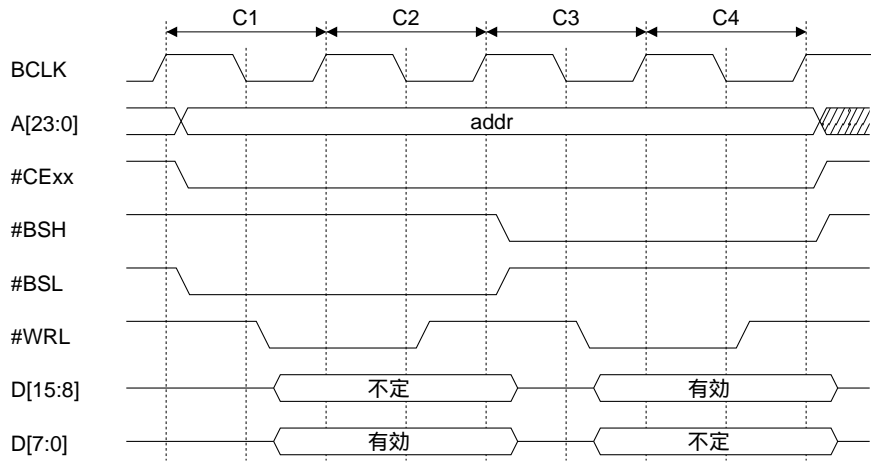 C1 C2 C3 C4
BCLK
A[23:0] addr
#CExx
#BSH
#BSL
#WRL
D[15:8] 不定 有効
D[7:0] 有効 不定